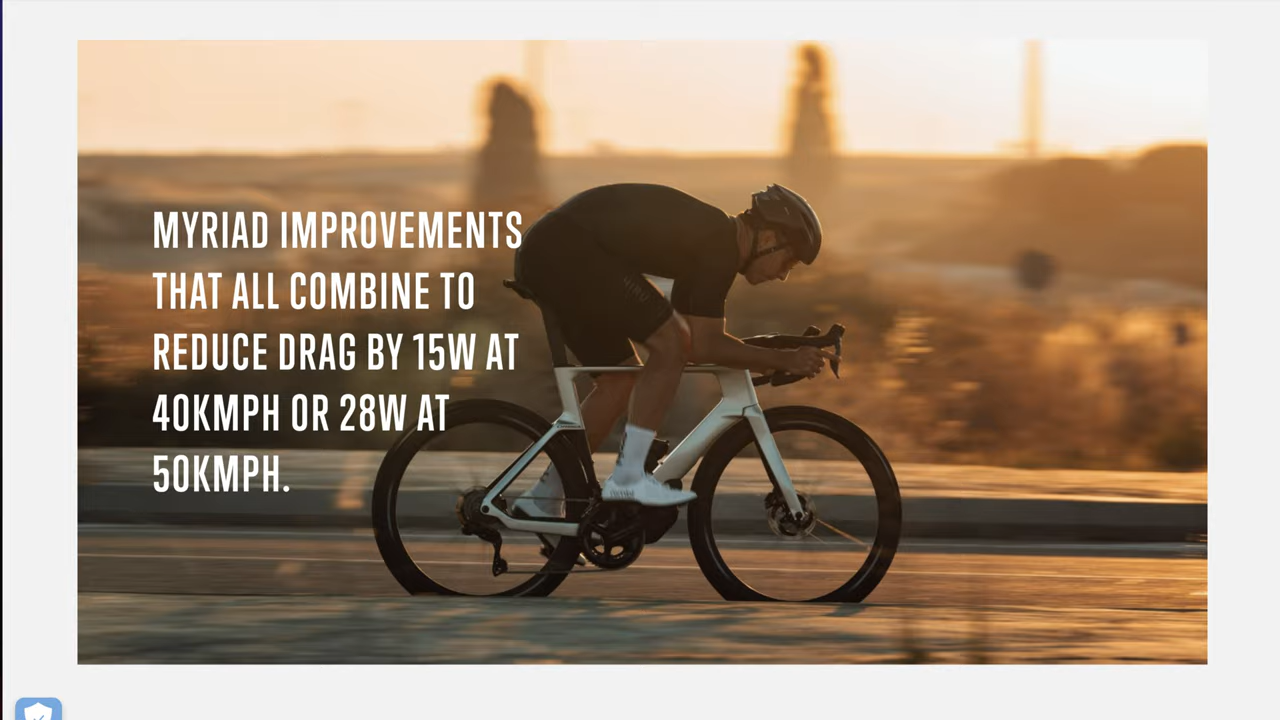 MYRIAD IMPROVEMENTS
THAT ALL COMBINE TO
REDUCE DRAG BY 15W AT
40KMPH OR 28W AT
50KMPH.